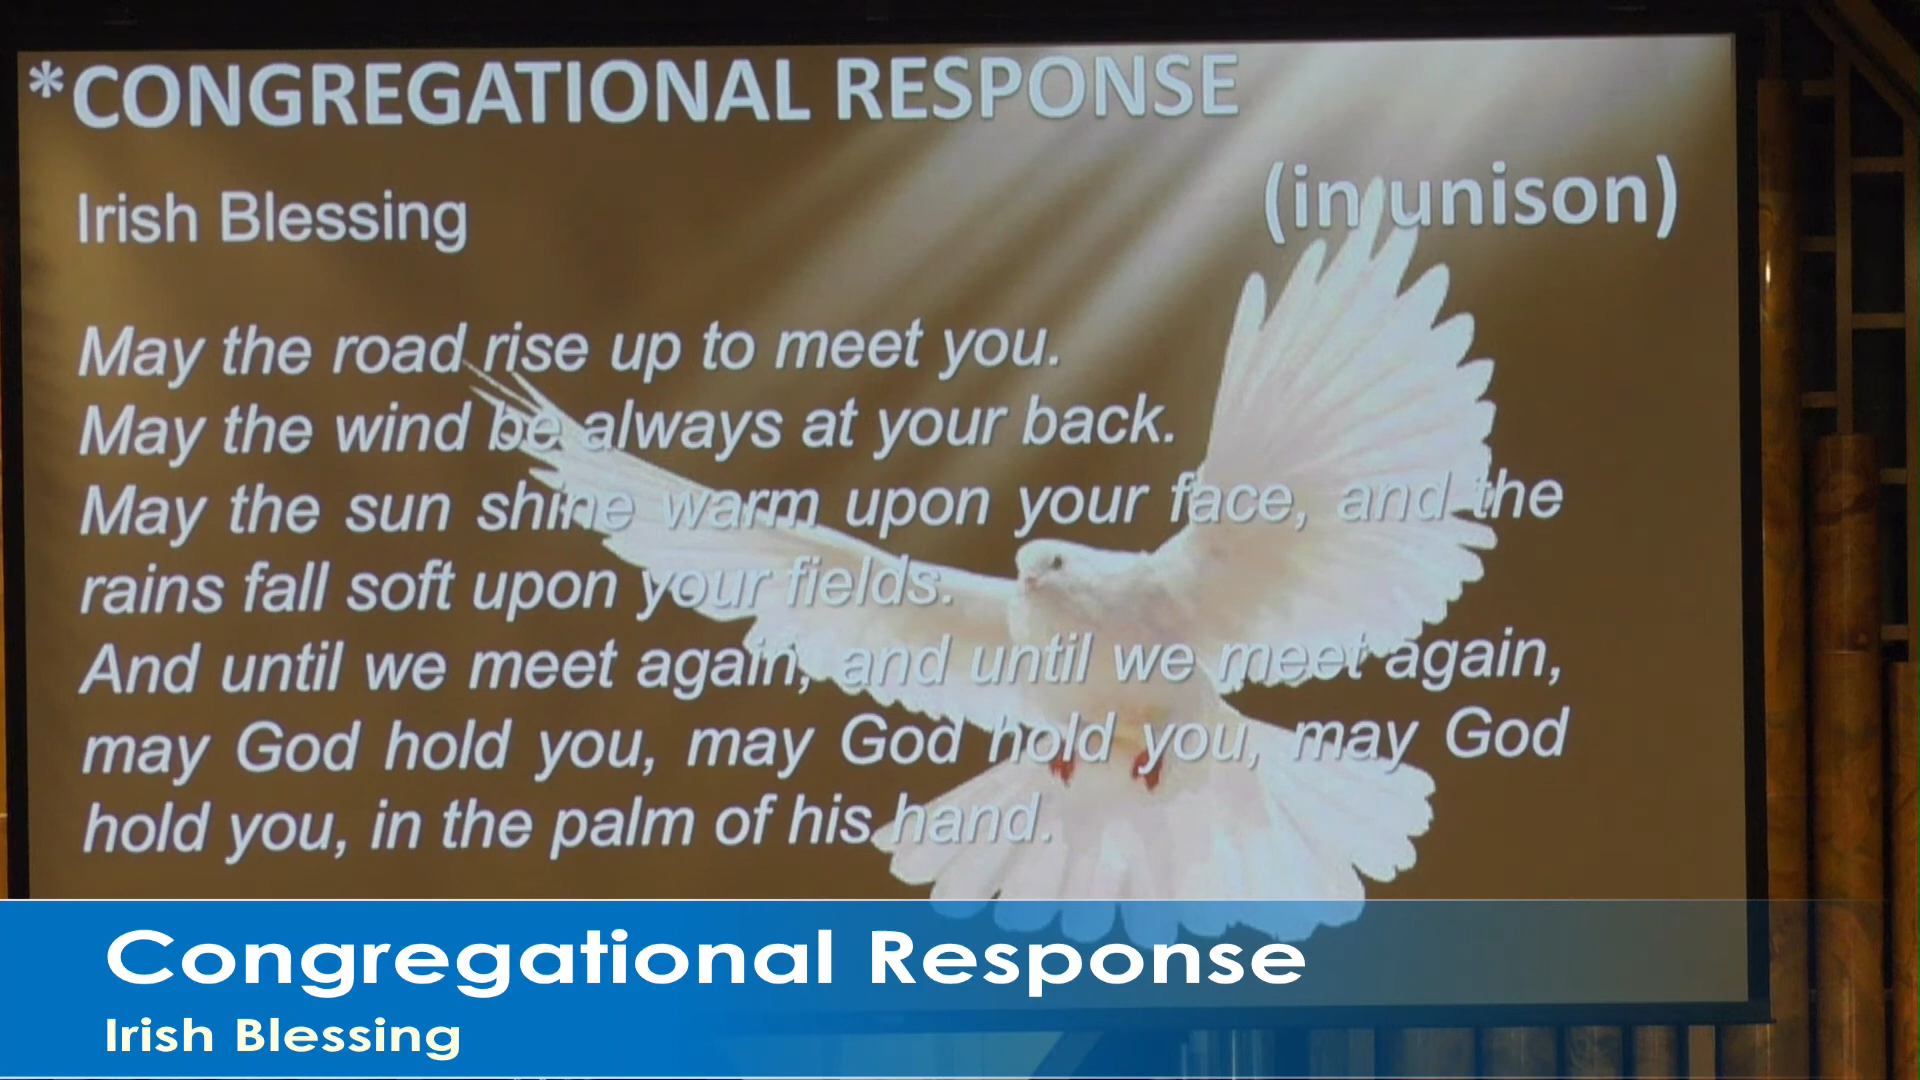 *CONGREGATIONAL RESPONSE
(in unison)
Irish Blessing
May the road rise up to meet you.
May the wind be always at your back.
May the sun shine warm upon your face, and the
rains fall soft upon your fields.
And until we meet again, and until we meet again,
may God hold you, may God hold you, may God
hold you, in the palm of his hand.
Congregational Response
Irish Blessing